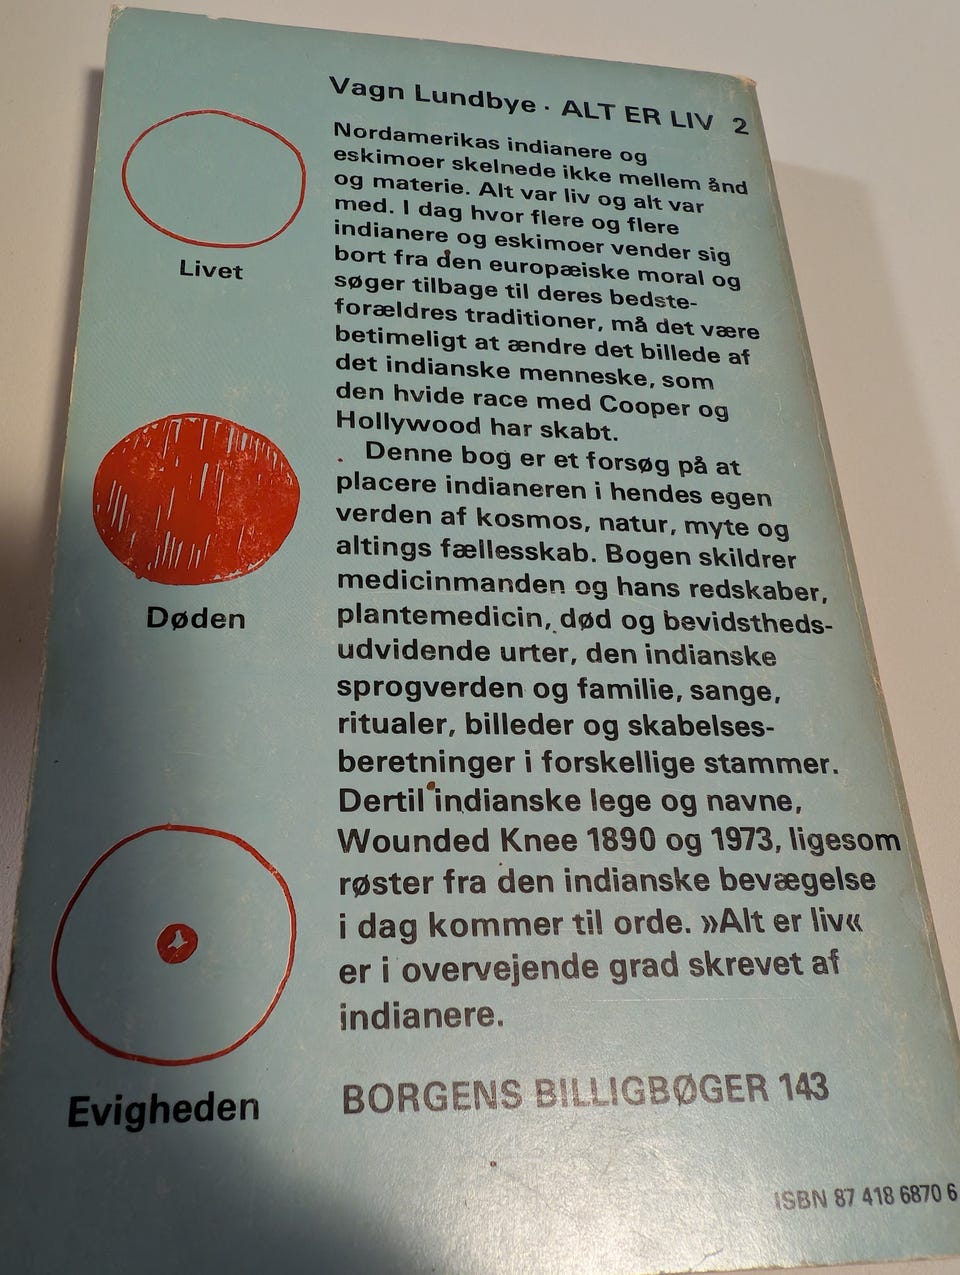 Vagn Lundbye · ALT ER LIV 2
Nordamerikas indianere og
eskimoer skelnede ikke mellem ånd
og materie. Alt var liv og alt var
med. I dag hvor flere og flere
indianere og eskimoer vender sig
bort fra den europæiske moral og
søger tilbage til deres bedste-
forældres traditioner, må det være
betimeligt at ændre det billede af
det indianske menneske, som
den hvide race med Cooper og
Hollywood har skabt.
Denne bog er et forsøg på at
placere indianeren i hendes egen
verden af kosmos, natur, myte og
altings fællesskab. Bogen skildrer
medicinmanden og hans redskaber,
plantemedicin, død og bevidstheds-
udvidende urter, den indianske
sprogverden og familie, sange,
ritualer, billeder og skabelses-
beretninger i forskellige stammer.
Dertil indianske lege og navne,
Wounded Knee 1890 og 1973, ligesom
røster fra den indianske bevægelse
i dag kommer til orde. »Alt er liv«
er i overvejende grad skrevet af
indianere.
Livet
Døden
Evigheden
BORGENS BILLIGBØGER 143
ISBN 87 418 6870 6